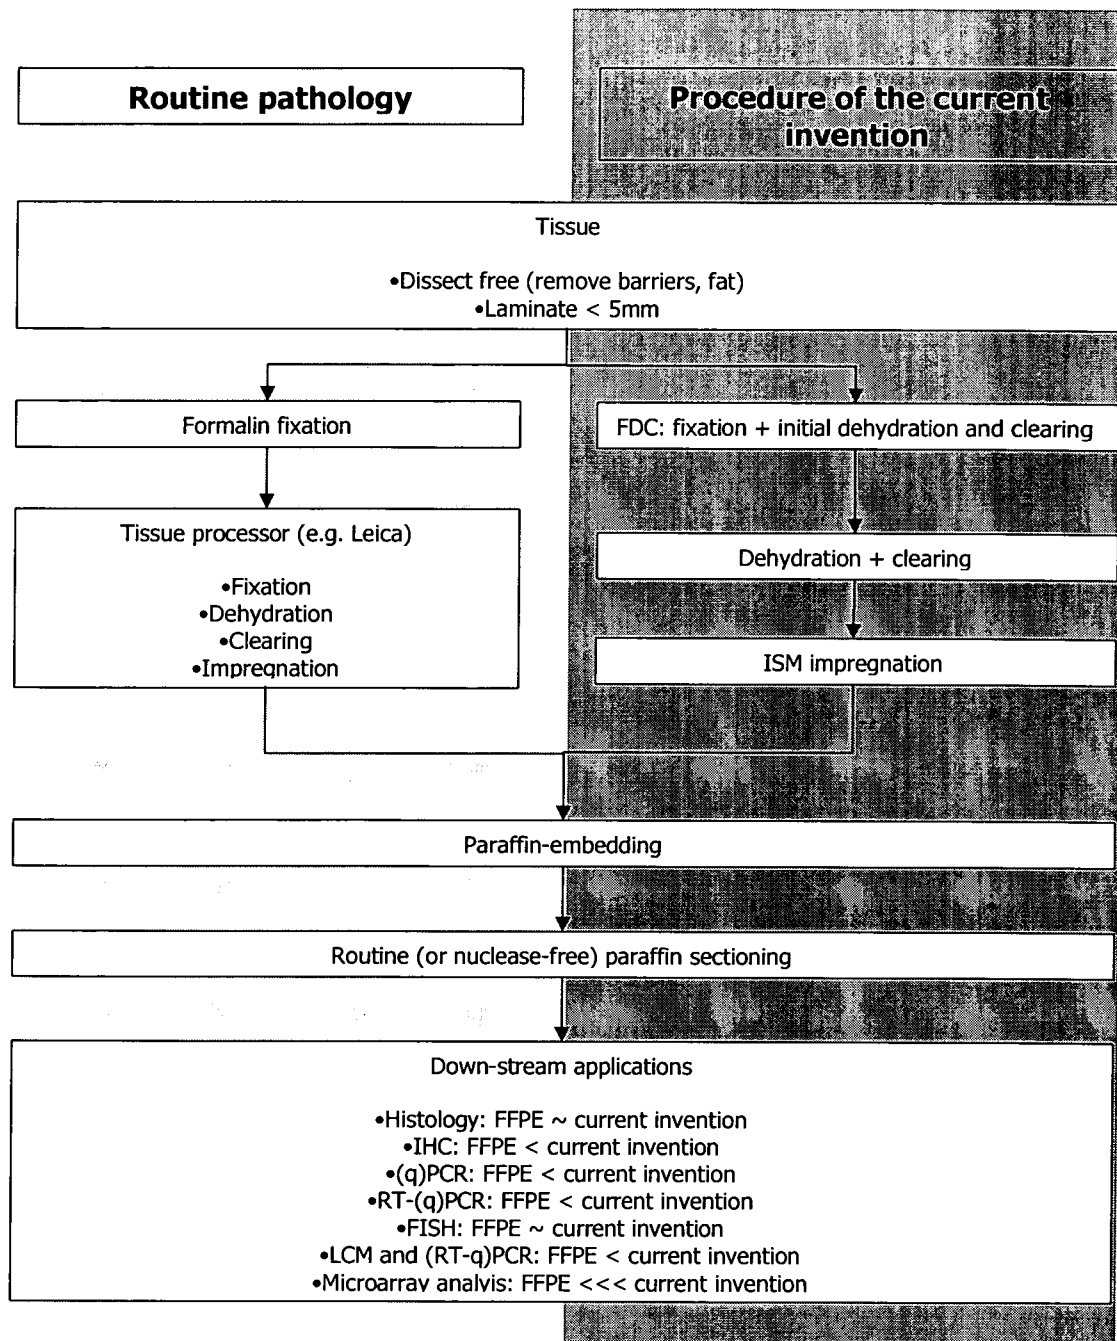 Routine pathology
Procedure of the current
invention
Tissue
•Dissect free (remove barriers, fat)
•Laminate < 5mm
Formalin fixation
FDC: fixation + initial dehydration and clearing
Tissue processor (e.g. Leica)
•Fixation
•Dehydration
•Clearing
•Impregnation
Dehydration + clearing
ISM impregnation
Paraffin-embedding
Routine (or nuclease-free) paraffin sectioning
Down-stream applications
•Histology: FFPE ~ current invention
•IHC: FFPE < current invention
•(q)PCR: FFPE < current invention
•RT-(q)PCR: FFPE < current invention
•FISH: FFPE ~ current invention
•LCM and (RT-q)PCR: FFPE < current invention
•Microarray analvis: FFPE <<< current invention